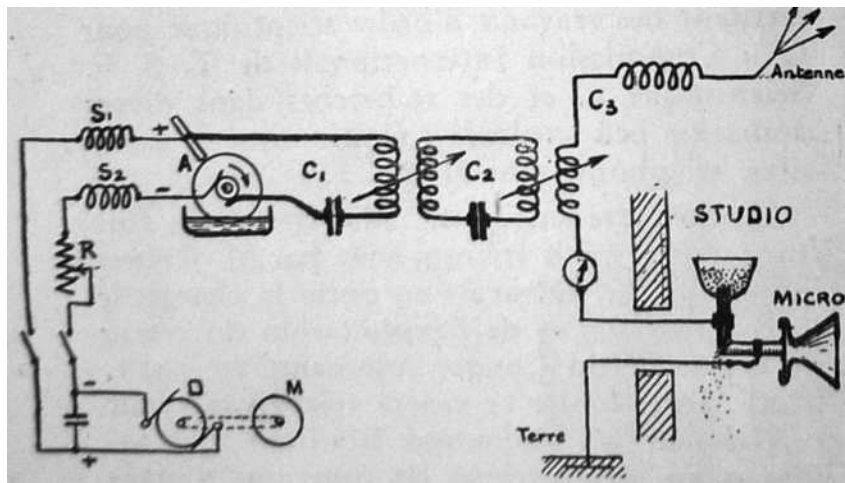 Antenne
C3
S1
+
A
C1
C2
S2
-
STUDIO
R
MICRO
-
D
M
+
Terre